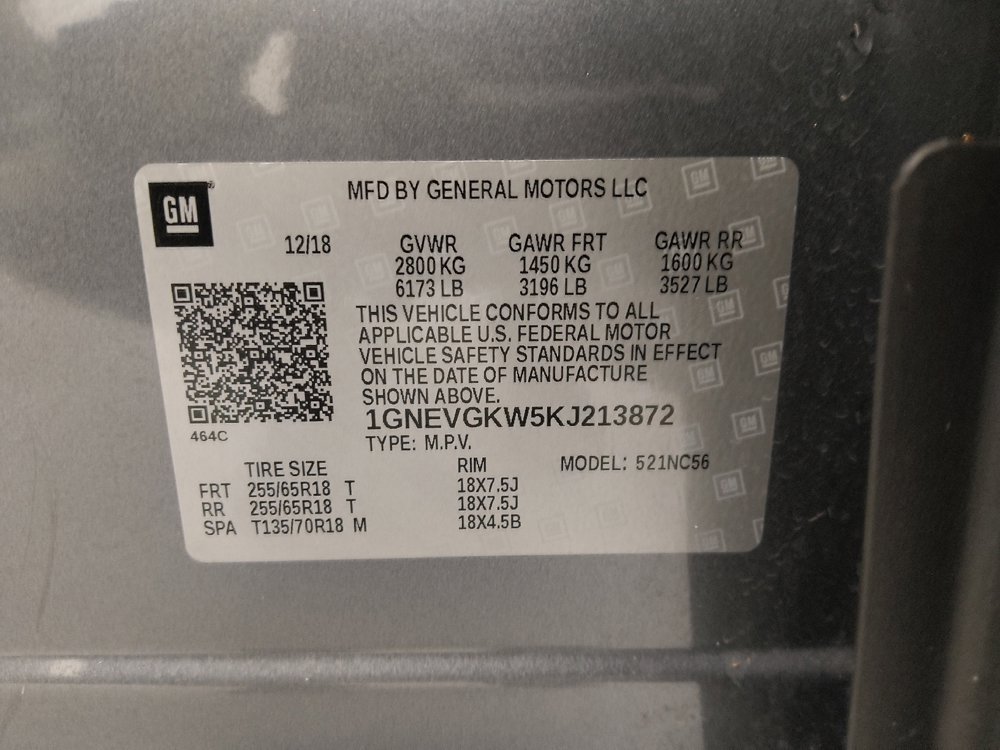 GM
MFD BY GENERAL MOTORS LLC
12/18 GVWR GAWR FRT GAWR RR
2800 KG 1450 KG 1600 KG
6173 LB 3196 LB 3527 LB
THIS VEHICLE CONFORMS TO ALL
APPLICABLE U.S. FEDERAL MOTOR
VEHICLE SAFETY STANDARDS IN EFFECT
ON THE DATE OF MANUFACTURE
SHOWN ABOVE.
1GNEVGKW5KJ213872
464C
TYPE: M.P.V.
TIRE SIZE RIM MODEL: 521NC56
FRT 255/65R18 T 18X7.5J
RR 255/65R18 T 18X7.5J
SPA T135/70R18 M 18X4.5B